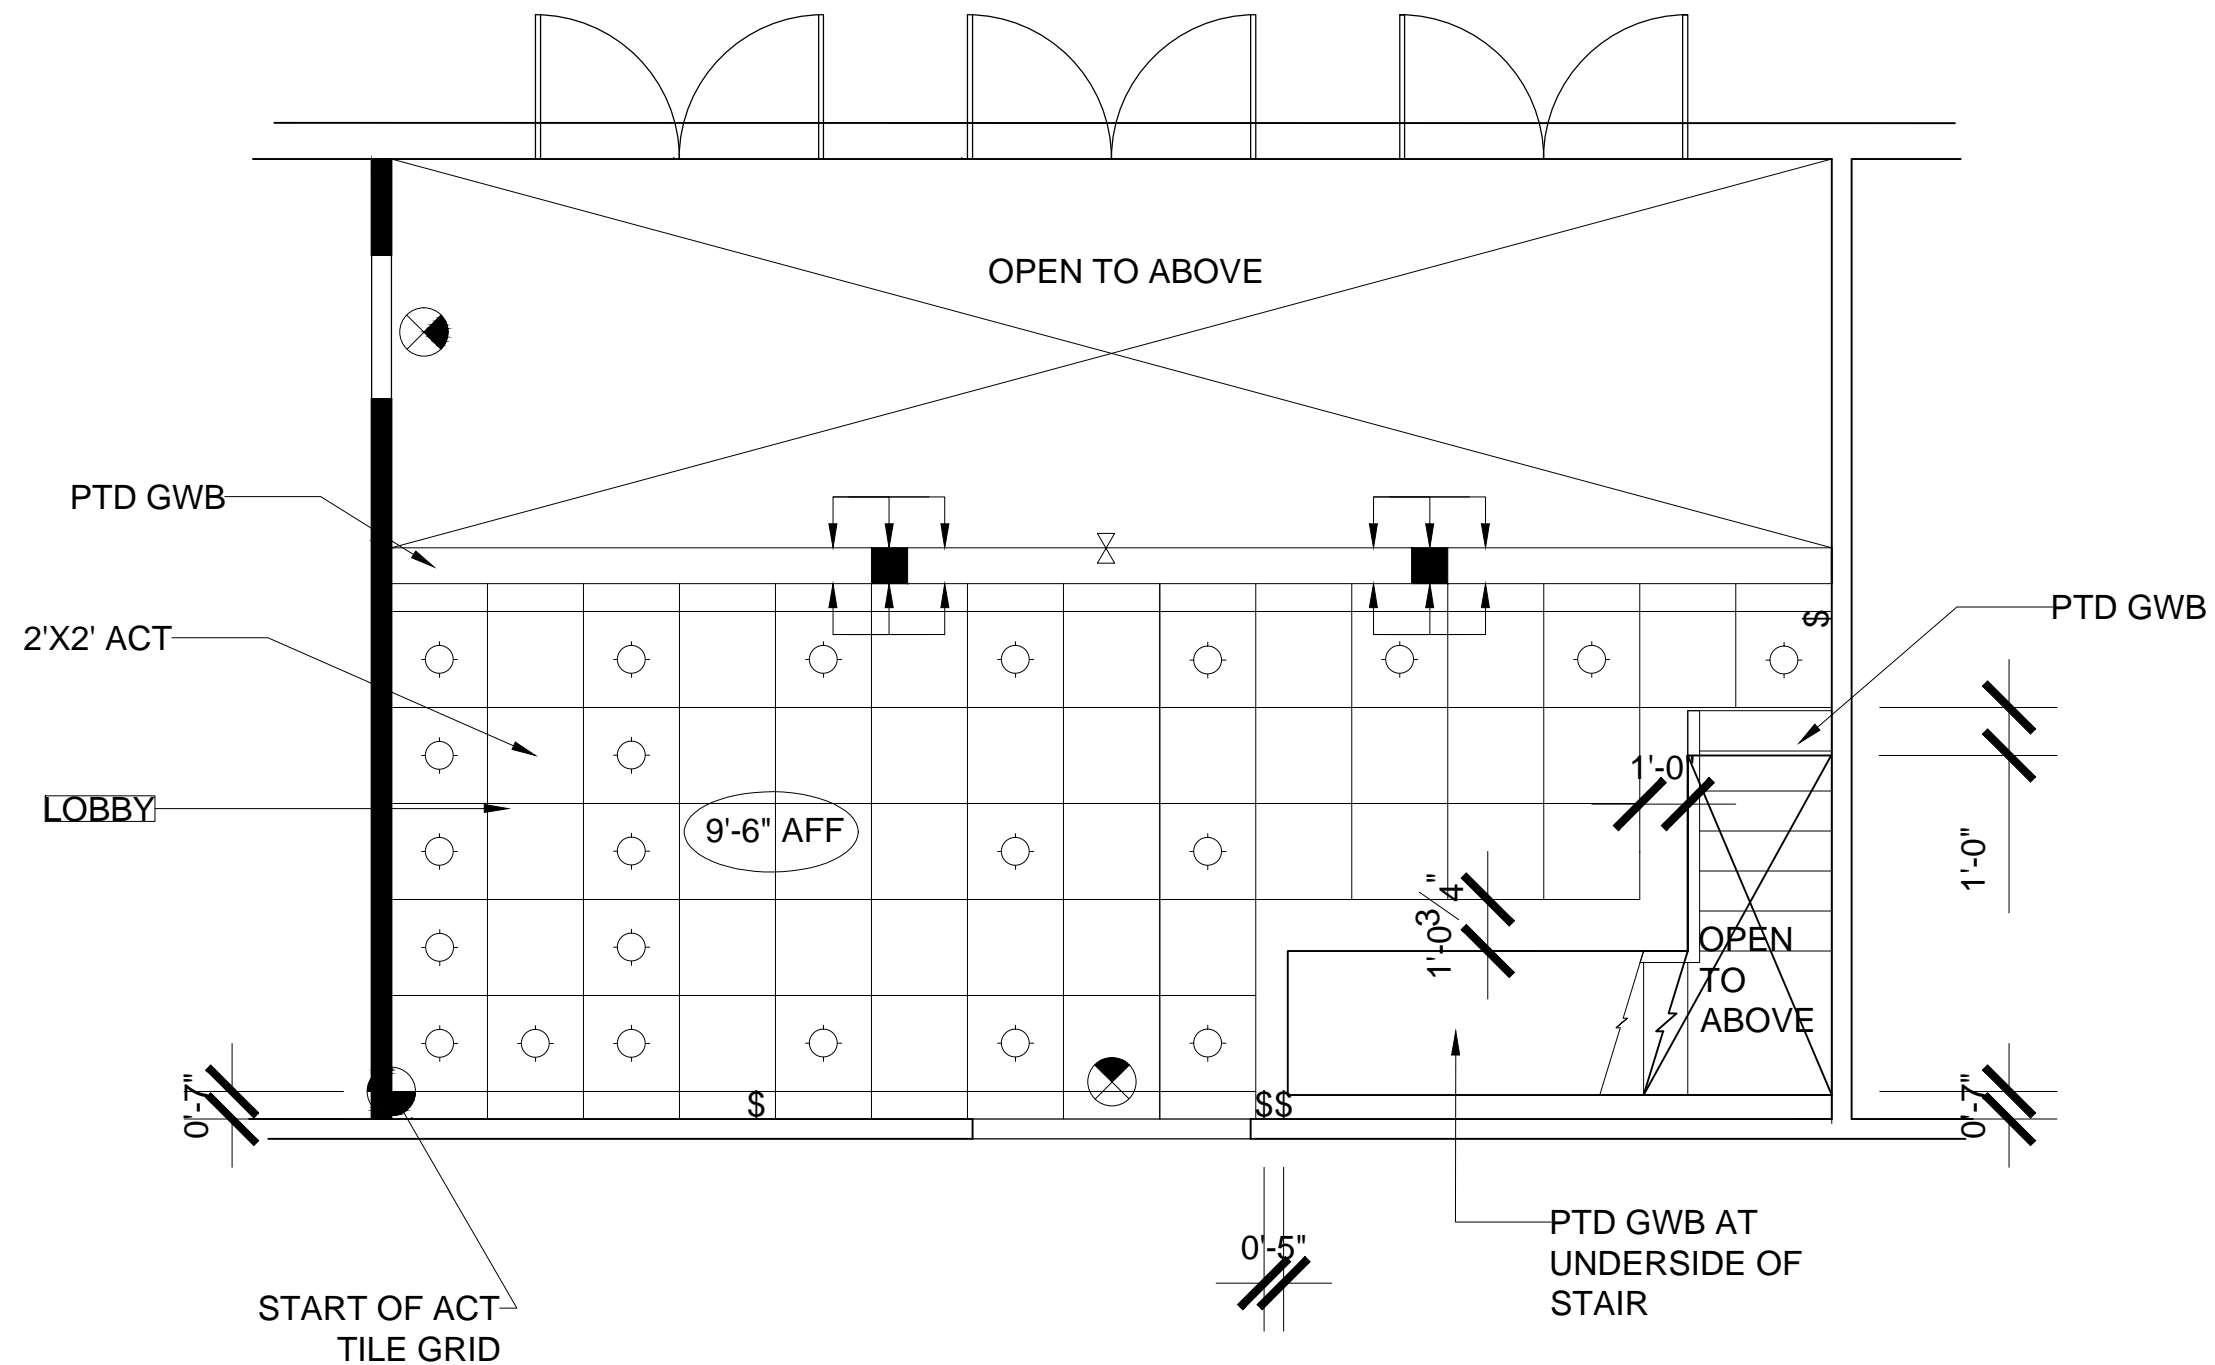 OPEN TO ABOVE
PTD GWB
2'X2' ACT
PTD GWB
$
LOBBY
9'-6" AFF
1'-0"
1'-0"
1'-0 3/4"
OPEN
TO
ABOVE
0'-7"
$
$$
0'-7"
0'-5"
PTD GWB AT
UNDERSIDE OF
STAIR
START OF ACT
TILE GRID